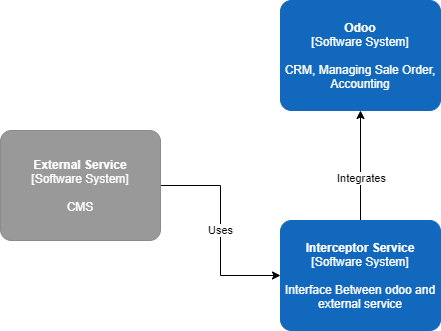 Odoo
[Software System]
CRM, Managing Sale Order,
Accounting
External Service
[Software System]
CMS
Integrates
Uses
Interceptor Service
[Software System]
Interface Between odoo and
external service